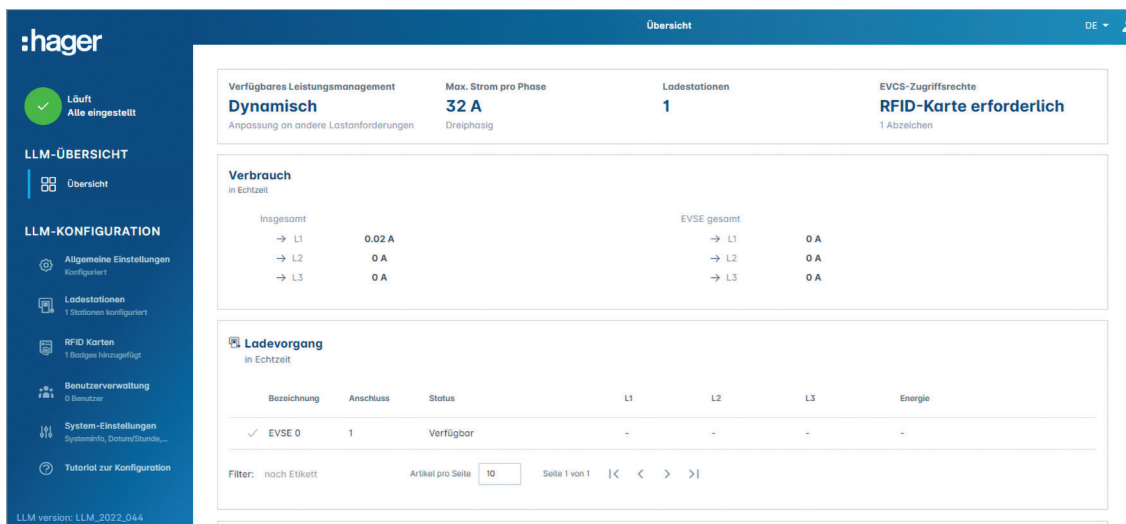 :hager
Übersicht
DE
Läuft
Alle eingestellt
LLM-ÜBERSICHT
Übersicht
LLM-KONFIGURATION
Allgemeine Einstellungen
Konfiguriert
Ladestationen
1 Stationen konfiguriert
RFID Karten
1 Badges hinzugefügt
Benutzerverwaltung
0 Benutzer
System-Einstellungen
Systeminfo, Datum/Stunde,...
Tutorial zur Konfiguration
LLM version: LLM_2022_044
Verfügbares Leistungsmanagement
Dynamisch
Anpassung an andere Lastanforderungen
Max. Strom pro Phase
32 A
Dreiphasig
Ladestationen
1
EVCS-Zugriffsrechte
RFID-Karte erforderlich
1 Abzeichen
Verbrauch
in Echtzeit
Insgesamt
→ L1 0.02 A
→ L2 0 A
→ L3 0 A
EVSE gesamt
→ L1 0 A
→ L2 0 A
→ L3 0 A
Ladevorgang
in Echtzeit
Bezeichnung Anschluss Status L1 L2 L3 Energie
EVSE 0 1 Verfügbar - - - -
Filter: nach Etikett Artikel pro Seite 10 Seite 1 von 1 |< < > >|